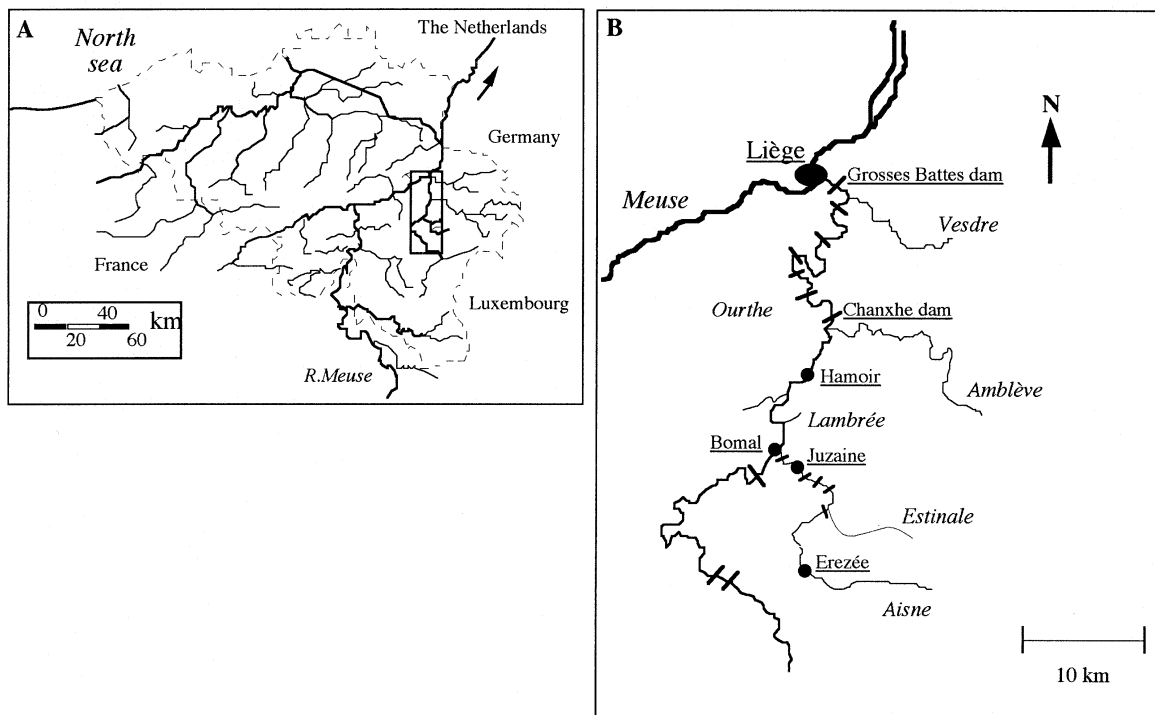 A
North
sea
The Netherlands
Germany
France
Luxembourg
0 40 km
20 60
R.Meuse
B
N
Liège
Grosses Battes dam
Meuse
Vesdre
Ourthe
Chanxhe dam
Hamoir
Amblève
Lambrée
Bomal
Juzaine
Estinale
Erezée
Aisne
10 km